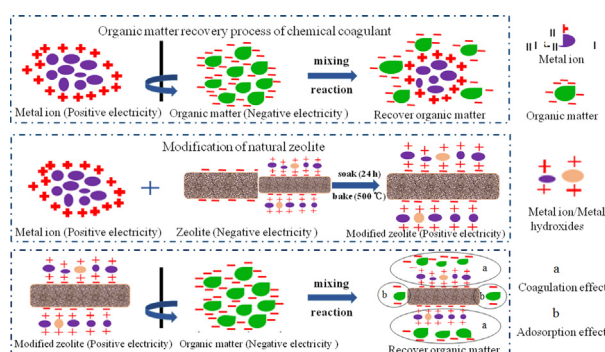 Organic matter recovery process of chemical coagulant
mixing
reaction
Metal ion (Positive electricity)
Organic matter (Negative electricity)
Recover organic matter
Metal ion
Organic matter
Modification of natural zeolite
soak (24 h)
bake (500 ℃)
Metal ion (Positive electricity)
Zeolite (Negative electricity)
Modified zeolite (Positive electricity)
Metal ion/Metal
hydroxides
mixing
reaction
a
b
b
a
Modified zeolite (Positive electricity)
Organic matter (Negative electricity)
Recover organic matter
a
Coagulation effect
b
Adosorption effect